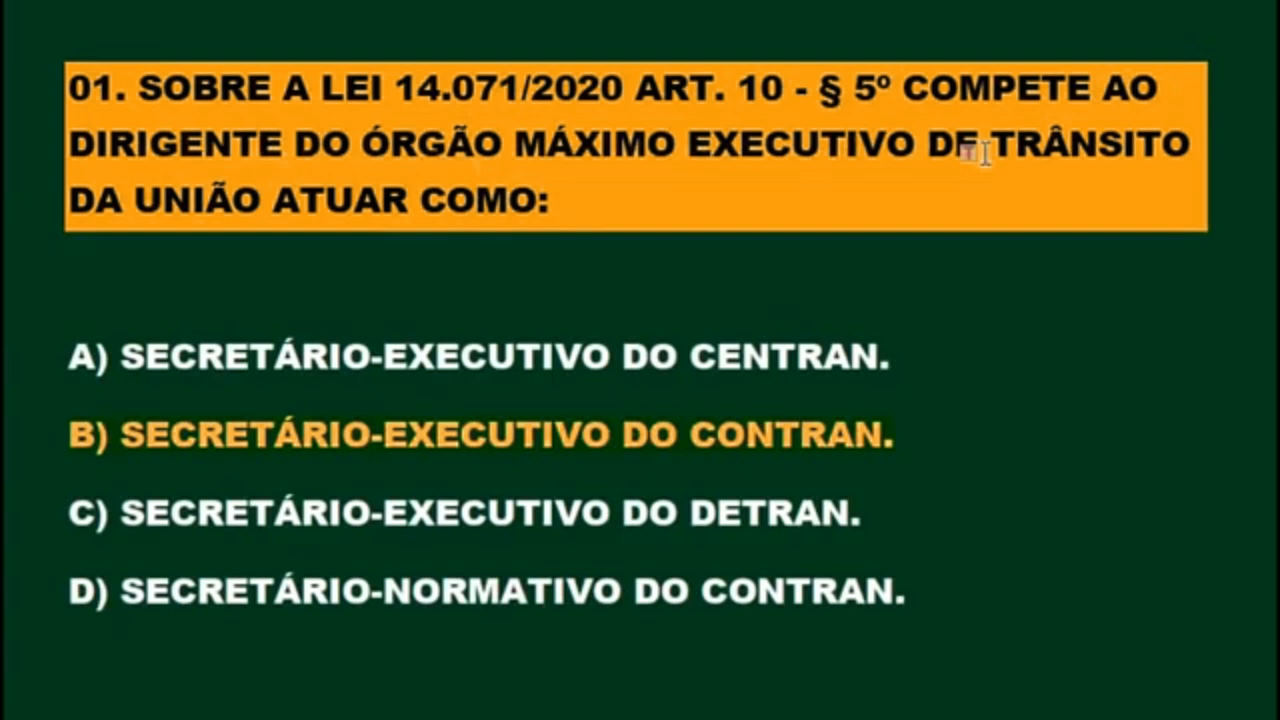 01. SOBRE A LEI 14.071/2020 ART. 10 - § 5º COMPETE AO
DIRIGENTE DO ÓRGÃO MÁXIMO EXECUTIVO DE TRÂNSITO
DA UNIÃO ATUAR COMO:
A) SECRETÁRIO-EXECUTIVO DO CENTRAN.
B) SECRETÁRIO-EXECUTIVO DO CONTRAN.
C) SECRETÁRIO-EXECUTIVO DO DETRAN.
D) SECRETÁRIO-NORMATIVO DO CONTRAN.